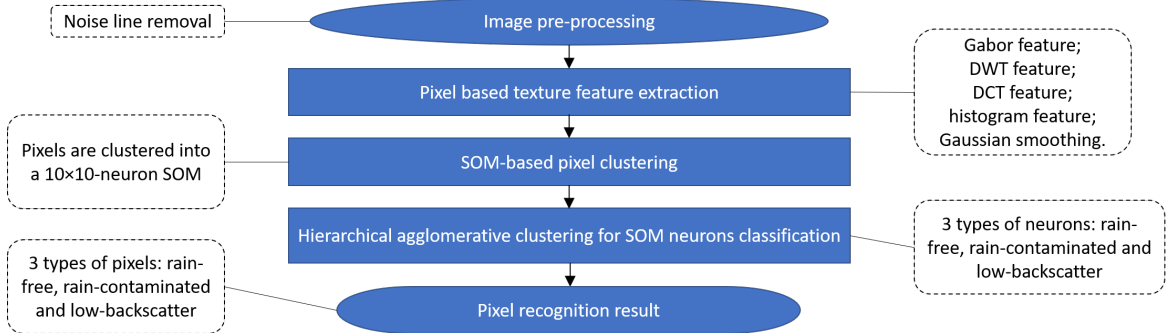 Noise line removal
Image pre-processing
Pixel based texture feature extraction
Gabor feature;
DWT feature;
DCT feature;
histogram feature;
Gaussian smoothing.
Pixels are clustered into
a 10×10-neuron SOM
SOM-based pixel clustering
Hierarchical agglomerative clustering for SOM neurons classification
3 types of neurons: rain-
free, rain-contaminated and
low-backscatter
3 types of pixels: rain-
free, rain-contaminated
and low-backscatter
Pixel recognition result